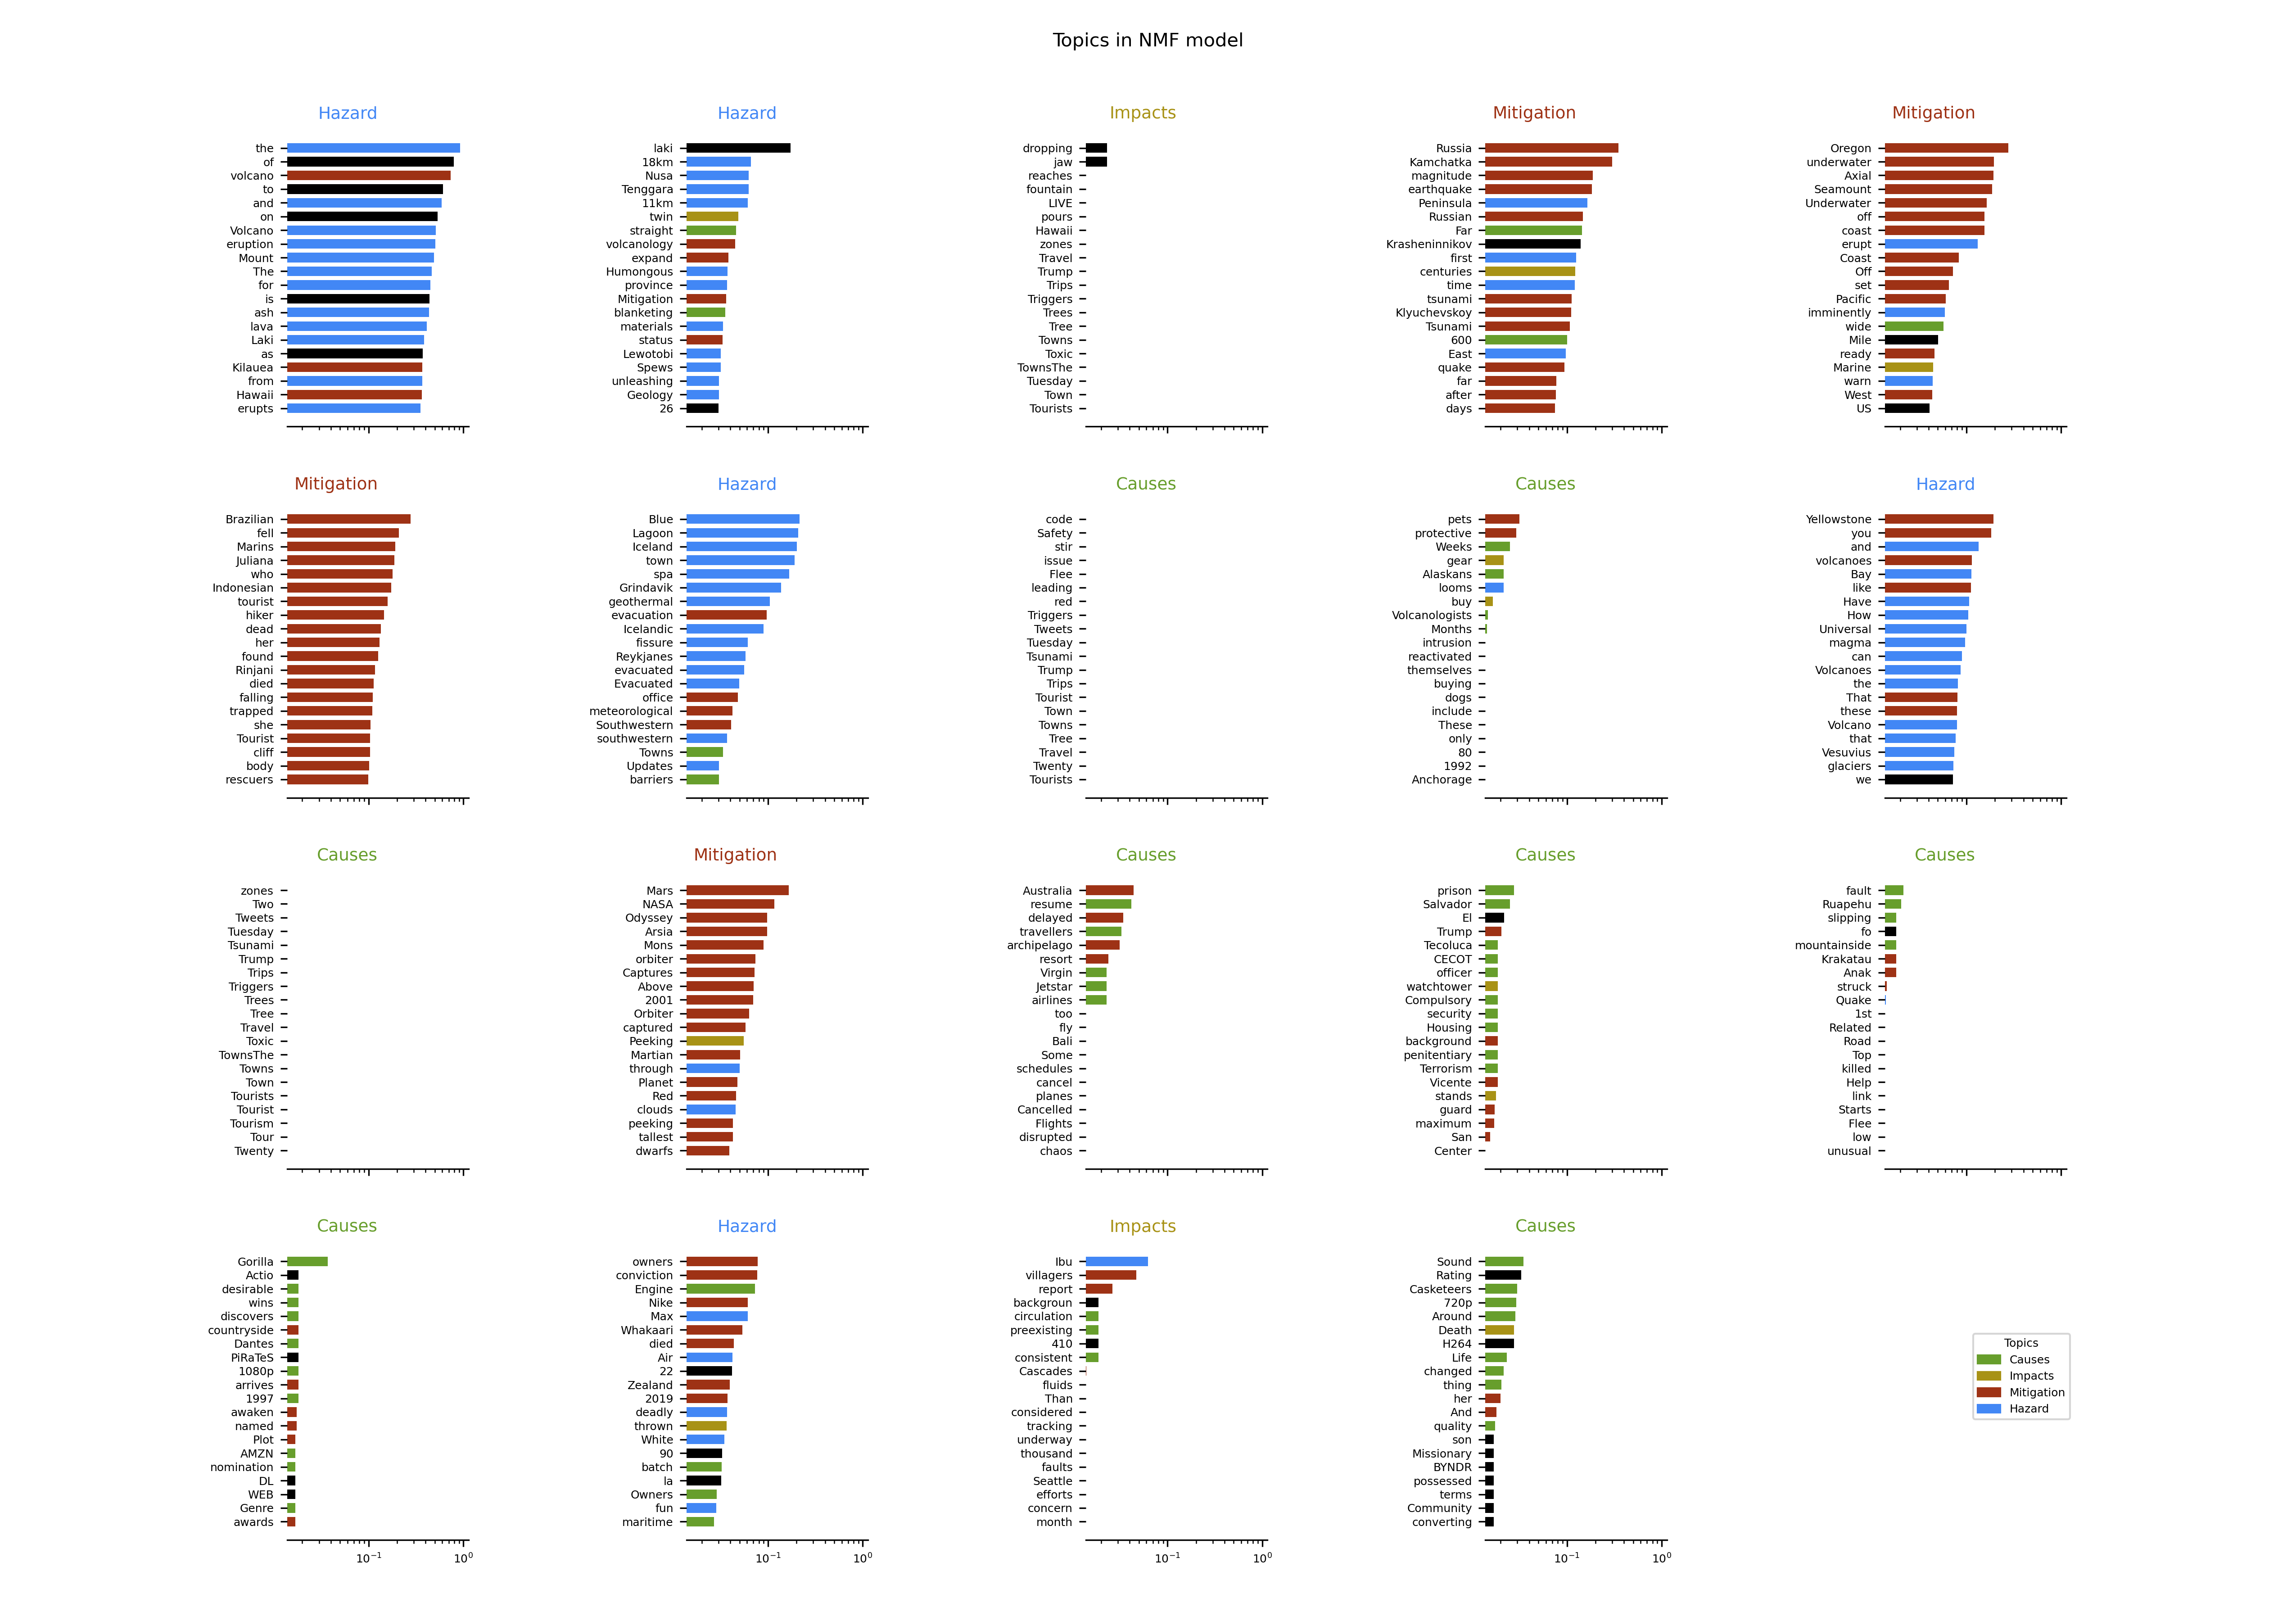 Topics in NMF model
Hazard
the
of
volcano
to
and
on
Volcano
eruption
Mount
The
for
is
ash
lava
Laki
as
Kilauea
from
Hawaii
erupts
Hazard
laki
18km
Nusa
Tenggara
11km
twin
straight
volcanology
expand
Humongous
province
Mitigation
blanketing
materials
status
Lewotobi
Spews
unleashing
Geology
26
Impacts
dropping
jaw
reaches
fountain
LIVE
pours
Hawaii
zones
Travel
Trump
Trips
Triggers
Trees
Tree
Towns
Toxic
TownsThe
Tuesday
Town
Tourists
Mitigation
Russia
Kamchatka
magnitude
earthquake
Peninsula
Russian
Far
Krasheninnikov
first
centuries
time
tsunami
Klyuchevskoy
Tsunami
600
East
quake
far
after
days
Mitigation
Oregon
underwater
Axial
Seamount
Underwater
off
coast
erupt
Coast
Off
set
Pacific
imminently
wide
Mile
ready
Marine
warn
West
US
Mitigation
Brazilian
fell
Marins
Juliana
who
Indonesian
tourist
hiker
dead
her
found
Rinjani
died
falling
trapped
she
Tourist
cliff
body
rescuers
Hazard
Blue
Lagoon
Iceland
town
spa
Grindavik
geothermal
evacuation
Icelandic
fissure
Reykjanes
evacuated
Evacuated
office
meteorological
Southwestern
southwestern
Towns
Updates
barriers
Causes
code
Safety
stir
issue
Flee
leading
red
Triggers
Tweets
Tuesday
Tsunami
Trump
Trips
Tourist
Town
Towns
Tree
Travel
Twenty
Tourists
Causes
pets
protective
Weeks
gear
Alaskans
looms
buy
Volcanologists
Months
intrusion
reactivated
themselves
buying
dogs
include
These
only
80
1992
Anchorage
Hazard
Yellowstone
you
and
volcanoes
Bay
like
Have
How
Universal
magma
can
Volcanoes
the
That
these
Volcano
that
Vesuvius
glaciers
we
Causes
zones
Two
Tweets
Tuesday
Tsunami
Trump
Trips
Triggers
Trees
Tree
Travel
Toxic
TownsThe
Towns
Town
Tourists
Tourist
Tourism
Tour
Twenty
Mitigation
Mars
NASA
Odyssey
Arsia
Mons
orbiter
Captures
Above
2001
Orbiter
captured
Peeking
Martian
through
Planet
Red
clouds
peeking
tallest
dwarfs
Causes
Australia
resume
delayed
travellers
archipelago
resort
Virgin
Jetstar
airlines
too
fly
Bali
Some
schedules
cancel
planes
Cancelled
Flights
disrupted
chaos
Causes
prison
Salvador
El
Trump
Tecoluca
CECOT
officer
watchtower
Compulsory
security
Housing
background
penitentiary
Terrorism
Vicente
stands
guard
maximum
San
Center
Causes
fault
Ruapehu
slipping
fo
mountainside
Krakatau
Anak
struck
Quake
1st
Related
Road
Top
killed
Help
link
Starts
Flee
low
unusual
Causes
Gorilla
Actio
desirable
wins
discovers
countryside
Dantes
PiRaTeS
1080p
arrives
1997
awaken
named
Plot
AMZN
nomination
DL
WEB
Genre
awards
10⁻¹ 10⁰
Hazard
owners
conviction
Engine
Nike
Max
Whakaari
died
Air
22
Zealand
2019
deadly
thrown
White
90
batch
la
Owners
fun
maritime
10⁻¹ 10⁰
Impacts
Ibu
villagers
report
backgroun
circulation
preexisting
410
consistent
Cascades
fluids
Than
considered
tracking
underway
thousand
faults
Seattle
efforts
concern
month
10⁻¹ 10⁰
Causes
Sound
Rating
Casketeers
720p
Around
Death
H264
Life
changed
thing
her
And
quality
son
Missionary
BYNDR
possessed
terms
Community
converting
10⁻¹ 10⁰
Topics
Causes
Impacts
Mitigation
Hazard